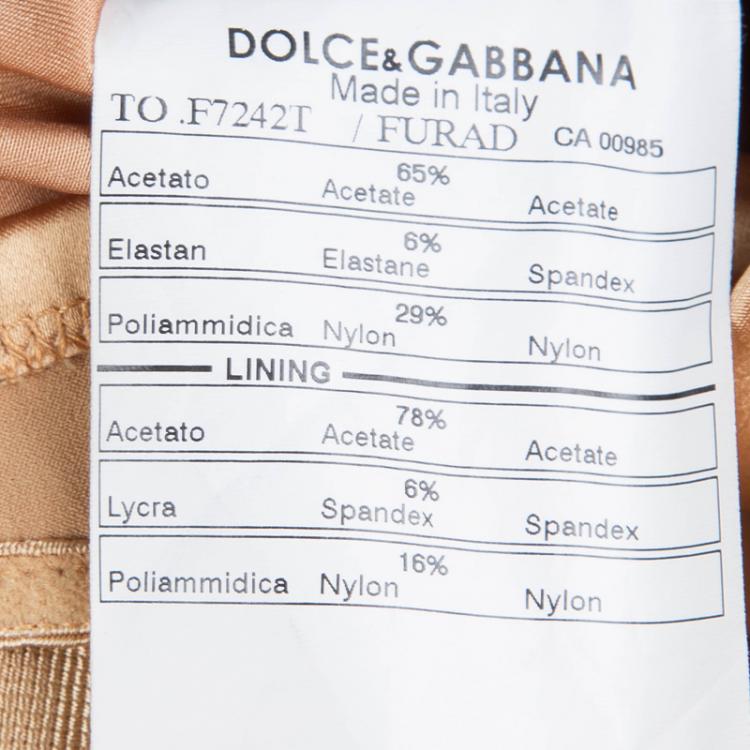 DOLCE&GABBANA
Made in Italy
TO .F7242T / FURAD CA 00985
65%
Acetato Acetate Acetate
6%
Elastan Elastane Spandex
29%
Poliammidica Nylon Nylon
LINING
78%
Acetato Acetate Acetate
6%
Lycra Spandex Spandex
16%
Poliammidica Nylon Nylon